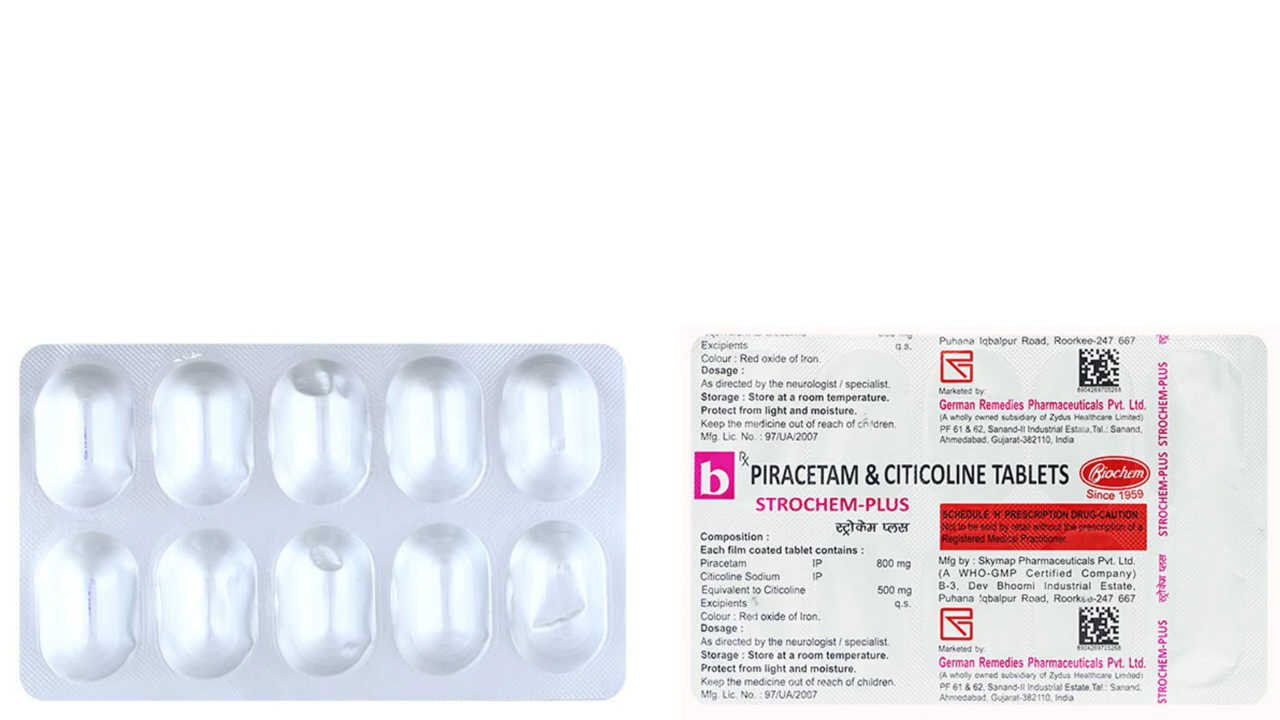 Excipients q.s.
Colour : Red oxide of Iron.
Dosage :
As directed by the neurologist / specialist.
Storage : Store at a room temperature.
Protect from light and moisture.
Keep the medicine out of reach of children.
Mfg. Lic. No. : 97/UA/2007
Puhana Iqbalpur Road, Roorkee-247 667
8904269705268
Marketed by:
German Remedies Pharmaceuticals Pvt. Ltd.
(A wholly owned subsidiary of Zydus Healthcare Limited)
PF 61 & 62, Sanand-II Industrial Estate,Tal.: Sanand,
Ahmedabad, Gujarat-382110, India
b
Rx
PIRACETAM & CITICOLINE TABLETS
STROCHEM-PLUS
स्ट्रोकेम प्लस
Biochem
Since 1959
Composition :
Each film coated tablet contains :
Piracetam IP 800 mg
Citicoline Sodium IP
Equivalent to Citicoline 500 mg
Excipients q.s.
Colour : Red oxide of Iron.
Dosage :
As directed by the neurologist / specialist.
Storage : Store at a room temperature.
Protect from light and moisture.
Keep the medicine out of reach of children.
Mfg. Lic. No. : 97/UA/2007
SCHEDULE 'H' PRESCRIPTION DRUG-CAUTION
Not to be sold by retail without the prescription of a
Registered Medical Practitioner.
Mfg by : Skymap Pharmaceuticals Pvt. Ltd.
(A WHO-GMP Certified Company)
B-3, Dev Bhoomi Industrial Estate,
Puhana Iqbalpur Road, Roorkee-247 667
8904269705268
Marketed by:
German Remedies Pharmaceuticals Pvt. Ltd.
(A wholly owned subsidiary of Zydus Healthcare Limited)
PF 61 & 62, Sanand-II Industrial Estate,Tal.: Sanand,
Ahmedabad, Gujarat-382110, India
STROCHEM-PLUS
स्ट्रोकेम प्लस
STROCHEM-PLUS
STROCHEM-PLUS